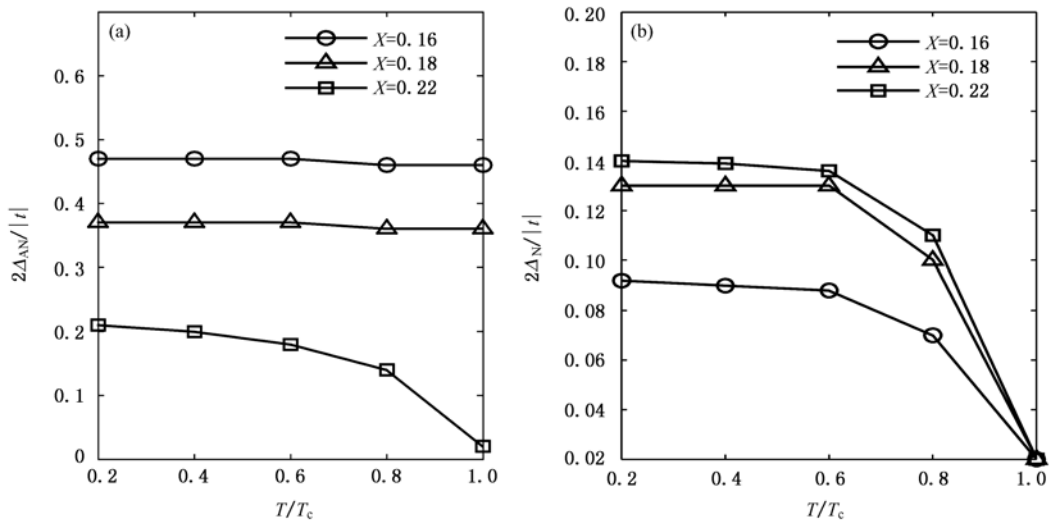 (a)
X=0.16
X=0.18
X=0.22
0.6
0.5
0.4
0.3
0.2
0.1
0
2Δ_AN/|t|
0.2 0.4 0.6 0.8 1.0
T/T_c
(b)
X=0.16
X=0.18
X=0.22
0.20
0.18
0.16
0.14
0.12
0.10
0.08
0.06
0.04
0.02
2Δ_N/|t|
0.2 0.4 0.6 0.8 1.0
T/T_c